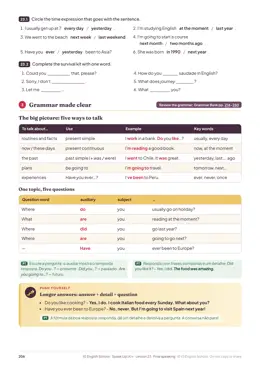 Circle the time expression that goes with the sentence.
1. I usually get up at 7 every day / yesterday
2. I'm studying English at the moment / last year
3. We went to the beach next week / last weekend
4. I'm going to start a course
next month / two months ago
5. Have you ever / yesterday been to Asia?
6. She was born in 1990 / next year
Complete the survival kit with one word.
1. Could you that, please?
2. Sorry, I don't
3. Let me
4. How do you saudade in English?
5. What does journey ?
6. What you?
Grammar made clear
The big picture: five ways to talk
To talk about... Use Example Key words
routines and facts present simple I work in a bank. Do you like...? usually, every day
now / these days present continuous I'm reading a good book. now, at the moment
the past past simple (+ was / were) I went to Chile. It was great. yesterday, last... ago
plans be going to I'm going to travel. tomorrow, next...
experiences Have you ever...? I've been to Peru. ever, never, once
One topic, five questions
Question word auxiliary subject ...
Where do you usually go on holiday?
What are you reading at the moment?
Where did you go last year?
Where are you going to go next?
— Have you ever been to Europe?
PUSH YOURSELF
Longer answers: answer + detail + question
• Do you like cooking? - Yes, I do. I cook Italian food every Sunday. What about you?
• Have you ever been to Europe? - No, never. But I'm going to visit Spain next year!